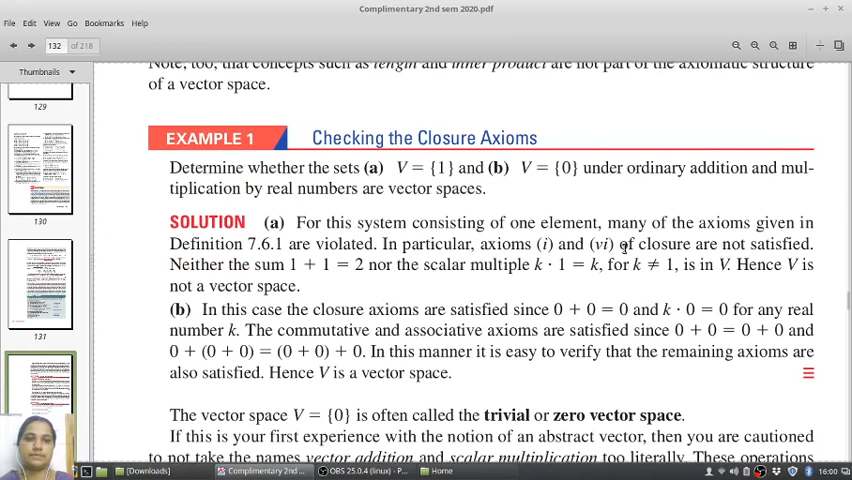 Complimentary 2nd sem 2020.pdf
File Edit View Go Bookmarks Help
132 of 218
Thumbnails
129
130
131
Note, too, that concepts such as length and inner product are not part of the axiomatic structure
of a vector space.
EXAMPLE 1 Checking the Closure Axioms
Determine whether the sets (a) V = {1} and (b) V = {0} under ordinary addition and mul-
tiplication by real numbers are vector spaces.
SOLUTION (a) For this system consisting of one element, many of the axioms given in
Definition 7.6.1 are violated. In particular, axioms (i) and (vi) of closure are not satisfied.
Neither the sum 1 + 1 = 2 nor the scalar multiple k · 1 = k, for k ≠ 1, is in V. Hence V is
not a vector space.
(b) In this case the closure axioms are satisfied since 0 + 0 = 0 and k · 0 = 0 for any real
number k. The commutative and associative axioms are satisfied since 0 + 0 = 0 + 0 and
0 + (0 + 0) = (0 + 0) + 0. In this manner it is easy to verify that the remaining axioms are
also satisfied. Hence V is a vector space.
The vector space V = {0} is often called the trivial or zero vector space.
If this is your first experience with the notion of an abstract vector, then you are cautioned
to not take the names vector addition and scalar multiplication too literally. These operations
[Downloads] Complimentary 2nd ... OBS 25.0.4 (linux) - P... Home 16:00